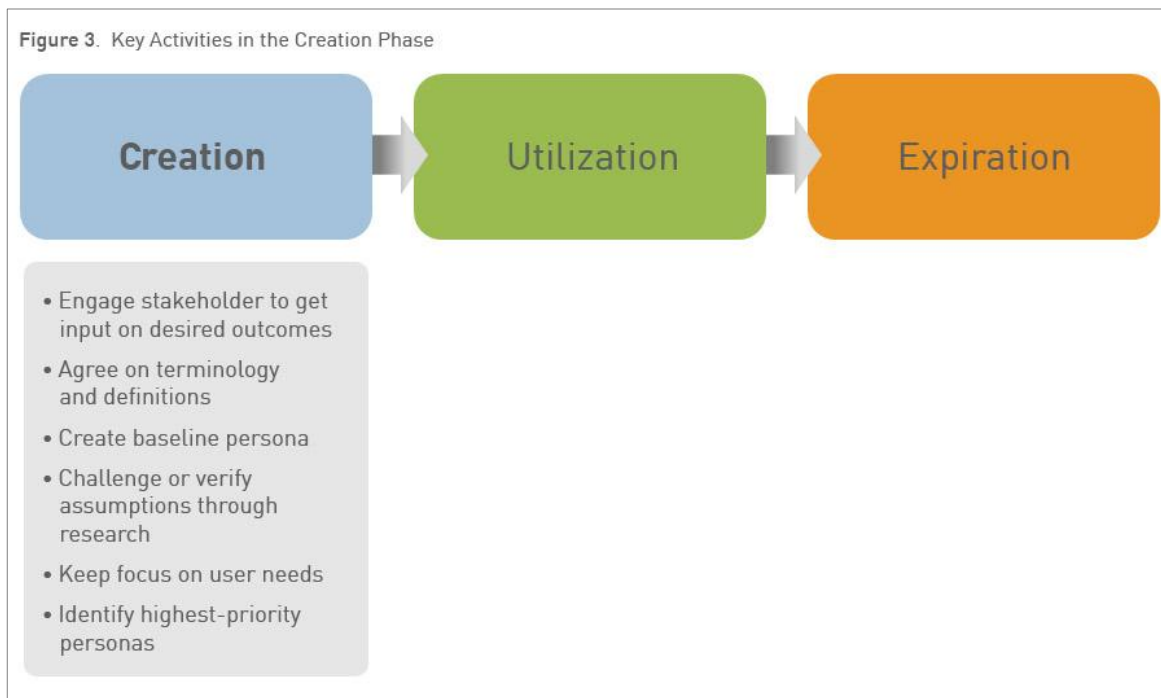 Figure 3. Key Activities in the Creation Phase
Creation
Utilization
Expiration
• Engage stakeholder to get
input on desired outcomes
• Agree on terminology
and definitions
• Create baseline persona
• Challenge or verify
assumptions through
research
• Keep focus on user needs
• Identify highest-priority
personas